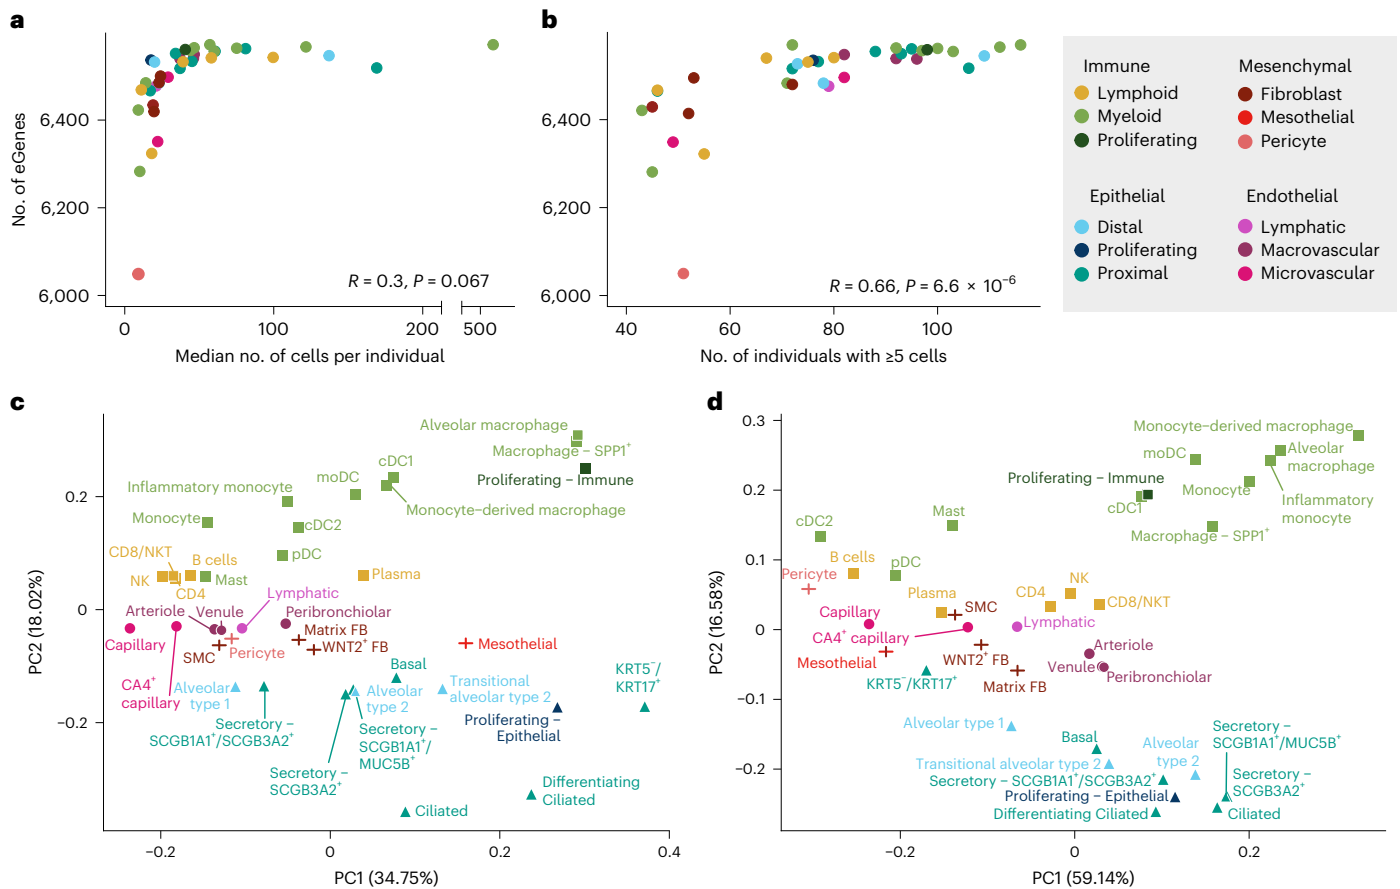 a
No. of eGenes
6,400
6,200
6,000
R = 0.3, P = 0.067
0
100
200
500
Median no. of cells per individual
b
6,400
6,200
6,000
R = 0.66, P = 6.6 × 10⁻⁶
40
60
80
100
No. of individuals with ≥5 cells
Immune
Lymphoid
Myeloid
Proliferating
Mesenchymal
Fibroblast
Mesothelial
Pericyte
Epithelial
Distal
Proliferating
Proximal
Endothelial
Lymphatic
Macrovascular
Microvascular
c
PC2 (18.02%)
0.2
0
−0.2
Alveolar macrophage
Macrophage – SPP1⁺
Proliferating – Immune
cDC1
moDC
Monocyte-derived macrophage
Inflammatory monocyte
Monocyte
cDC2
pDC
CD8/NKT
B cells
NK
CD4
Mast
Plasma
Lymphatic
Arteriole
Venule
Peribronchiolar
Capillary
Matrix FB
SMC
Pericyte
WNT2⁺ FB
Mesothelial
CA4⁺
capillary
Alveolar
type 1
Basal
Alveolar
type 2
Transitional
alveolar type 2
KRT5⁻/
KRT17⁺
Secretory –
SCGB1A1⁺/SCGB3A2⁺
Proliferating –
Epithelial
Secretory –
SCGB1A1⁺/
MUC5B⁺
Secretory –
SCGB3A2⁺
Differentiating
Ciliated
Ciliated
−0.2
0
0.2
0.4
PC1 (34.75%)
d
PC2 (16.58%)
0.3
0.2
0.1
0
−0.1
−0.2
Monocyte-derived macrophage
moDC
Alveolar
macrophage
Proliferating – Immune
Monocyte
cDC1
Inflammatory
monocyte
Mast
cDC2
Macrophage – SPP1⁺
B cells
pDC
Pericyte
Plasma
NK
CD4
CD8/NKT
Capillary
SMC
Lymphatic
CA4⁺ capillary
Arteriole
Mesothelial
WNT2⁺ FB
Venule
Peribronchiolar
KRT5⁻/KRT17⁺
Matrix FB
Alveolar type 1
Basal
Secretory –
SCGB1A1⁺/MUC5B⁺
Alveolar
type 2
Transitional alveolar type 2
Secretory – SCGB1A1⁺/SCGB3A2⁺
Secretory –
SCGB3A2⁺
Proliferating – Epithelial
Differentiating Ciliated
Ciliated
−0.2
0
0.2
PC1 (59.14%)